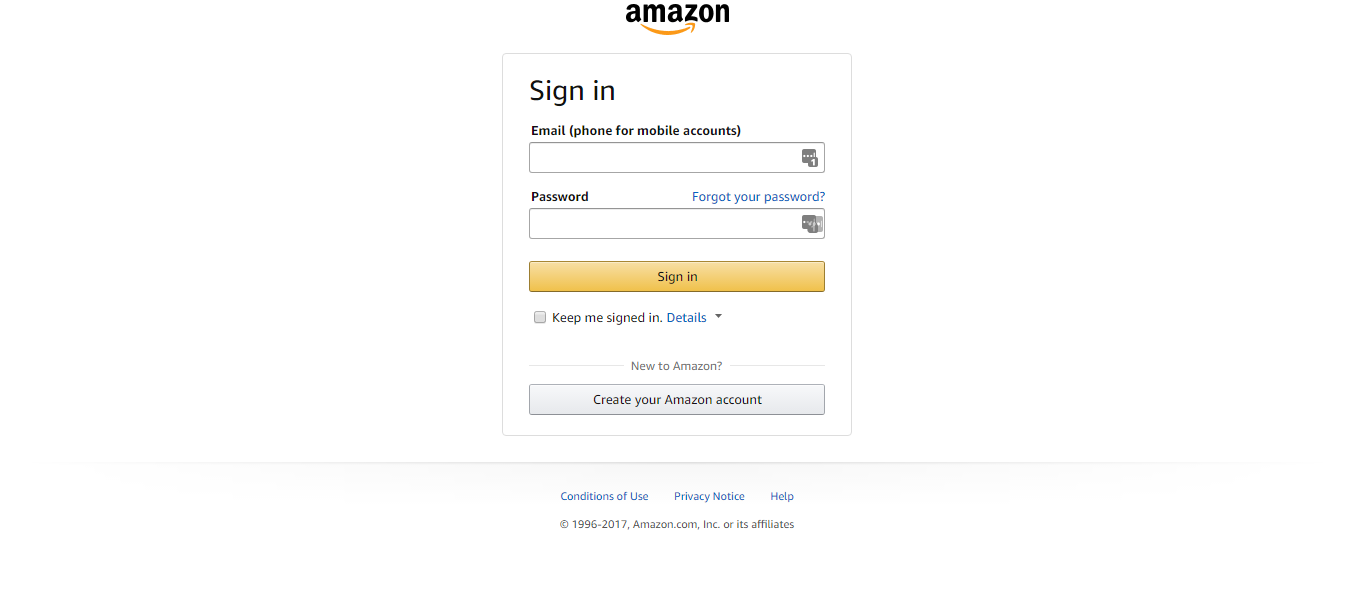 amazon
Sign in
Email (phone for mobile accounts)
1
Password Forgot your password?
Sign in
Keep me signed in. Details
New to Amazon?
Create your Amazon account
Conditions of Use Privacy Notice Help
© 1996-2017, Amazon.com, Inc. or its affiliates